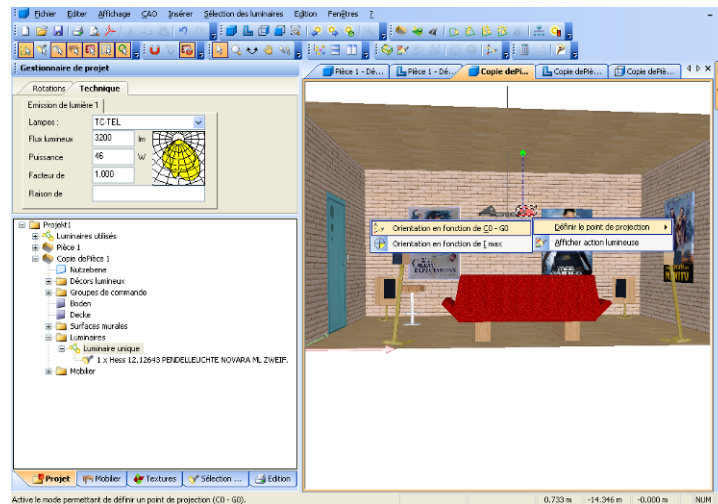 Fichier Editer Affichage CAO Insérer Sélection des luminaires Edition Fenêtres ?
Gestionnaire de projet
Pièce 1 - Dé... Pièce 1 - Dé... Copie dePi... Copie dePiè... Copie dePiè...
Rotations Technique
Emission de lumière 1
Lampes : TC-TEL
Flux lumineux 3200 lm
Puissance 46 W
Facteur de 1.000
Raison de
Orientation en fonction de C0 - G0
Orientation en fonction de I max
Définir le point de projection
Afficher action lumineuse
EXPECTATIONS
Projekt1
Luminaires utilisés
Pièce 1
Copie dePièce 1
Nutzebene
Décors lumineux
Groupes de commande
Boden
Decke
Surfaces murales
Luminaires
Luminaire unique
1 x Hess 12.12643 PENDELLEUCHTE NOVARA ML ZWEIF.
Mobilier
Projet Mobilier Textures Sélection ... Edition
Active le mode permettant de définir un point de projection (C0 - G0).
0.733 m -14.346 m -0.000 m NUM